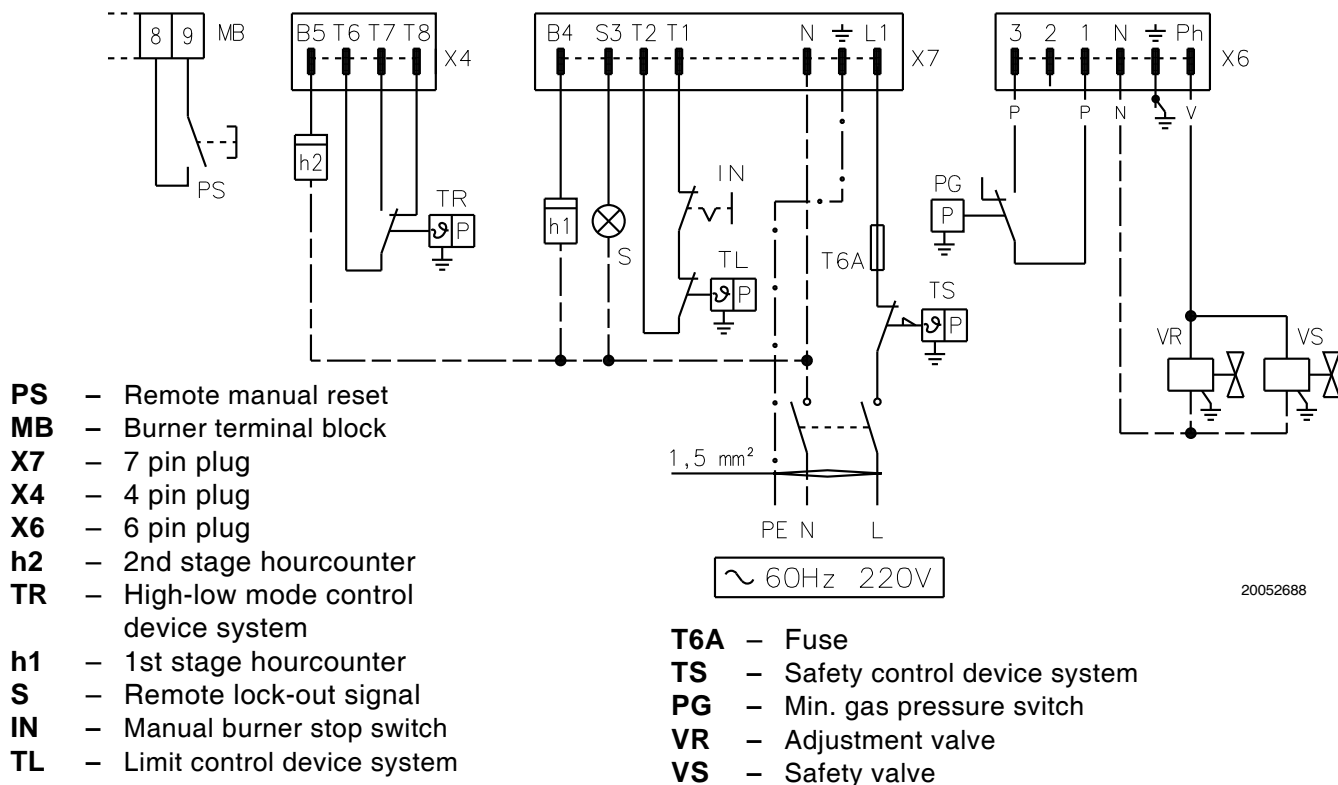 8 9 MB
B5 T6 T7 T8
X4
B4 S3 T2 T1 N L1
X7
3 2 1 N Ph
X6
P P N V
h2
PS
TR
P
h1
S
IN
TL
P
T6A
TS
P
PG
P
VR
VS
1,5 mm²
PE N L
~ 60Hz 220V
20052688
PS – Remote manual reset
MB – Burner terminal block
X7 – 7 pin plug
X4 – 4 pin plug
X6 – 6 pin plug
h2 – 2nd stage hourcounter
TR – High-low mode control
device system
h1 – 1st stage hourcounter
S – Remote lock-out signal
IN – Manual burner stop switch
TL – Limit control device system
T6A – Fuse
TS – Safety control device system
PG – Min. gas pressure svitch
VR – Adjustment valve
VS – Safety valve